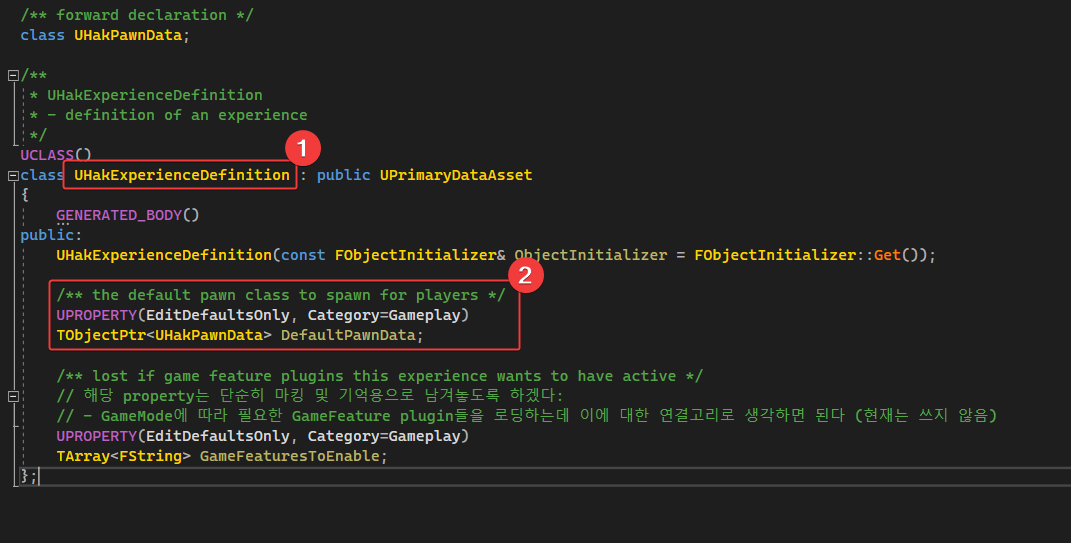 /** forward declaration */
class UHakPawnData;
/**
* UHakExperienceDefinition
* - definition of an experience
*/
UCLASS()
1
class UHakExperienceDefinition : public UPrimaryDataAsset
{
GENERATED_BODY()
public:
UHakExperienceDefinition(const FObjectInitializer& ObjectInitializer = FObjectInitializer::Get());
2
/** the default pawn class to spawn for players */
UPROPERTY(EditDefaultsOnly, Category=Gameplay)
TObjectPtr<UHakPawnData> DefaultPawnData;
/** lost if game feature plugins this experience wants to have active */
// 해당 property는 단순히 마킹 및 기억용으로 남겨놓도록 하겠다:
// - GameMode에 따라 필요한 GameFeature plugin들을 로딩하는데 이에 대한 연결고리로 생각하면 된다 (현재는 쓰지 않음)
UPROPERTY(EditDefaultsOnly, Category=Gameplay)
TArray<FString> GameFeaturesToEnable;
};